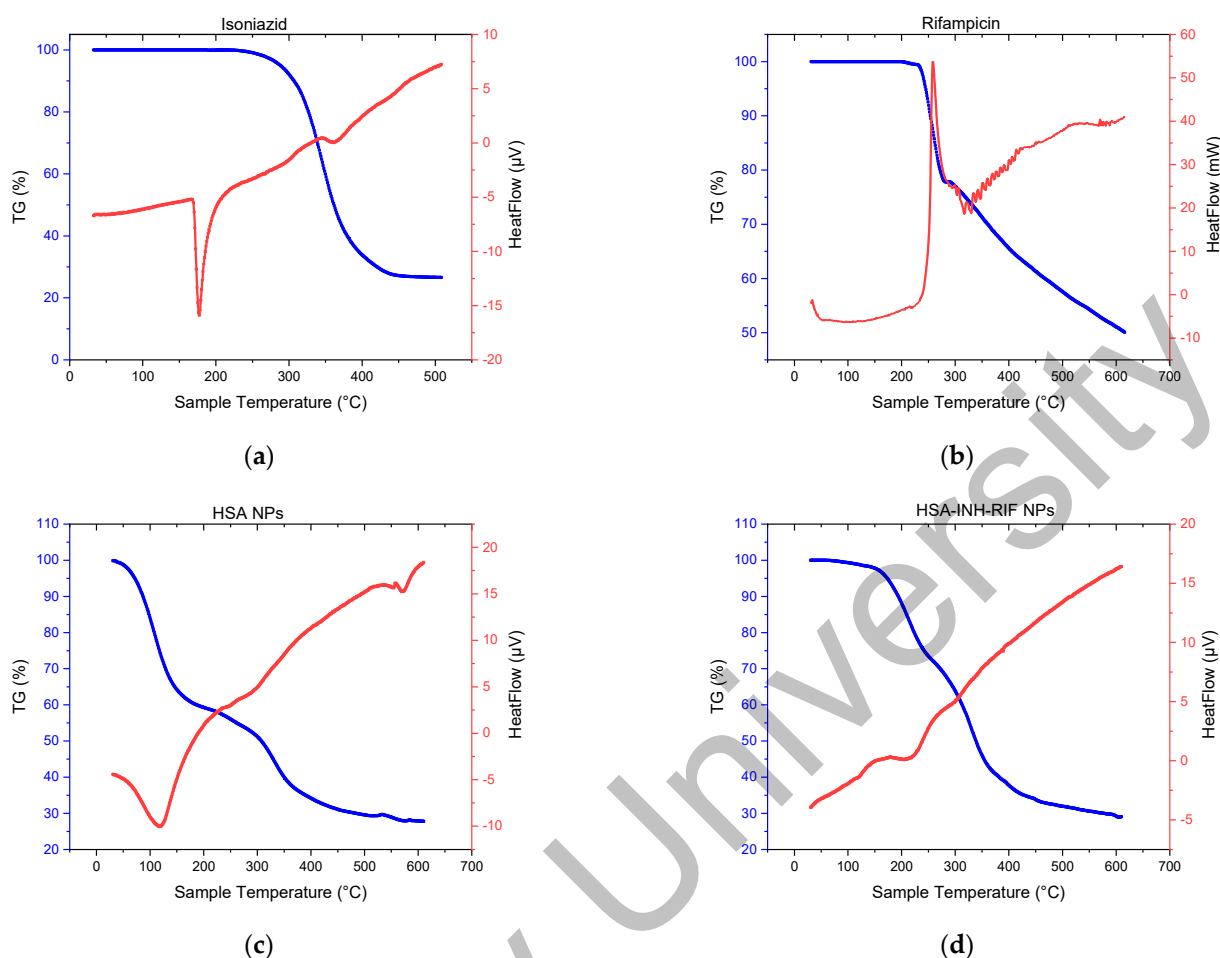 Isoniazid
100
80
60
40
20
0
TG (%)
10
5
0
-5
-10
-15
-20
HeatFlow (µV)
0 100 200 300 400 500
Sample Temperature (°C)
(a)
Rifampicin
100
90
80
70
60
50
TG (%)
60
50
40
30
20
10
0
-10
HeatFlow (mW)
0 100 200 300 400 500 600 700
Sample Temperature (°C)
(b)
HSA NPs
110
100
90
80
70
60
50
40
30
20
TG (%)
20
15
10
5
0
-5
-10
HeatFlow (µV)
0 100 200 300 400 500 600 700
Sample Temperature (°C)
(c)
HSA-INH-RIF NPs
110
100
90
80
70
60
50
40
30
20
TG (%)
20
15
10
5
0
-5
HeatFlow (µV)
0 100 200 300 400 500 600 700
Sample Temperature (°C)
(d)
y University